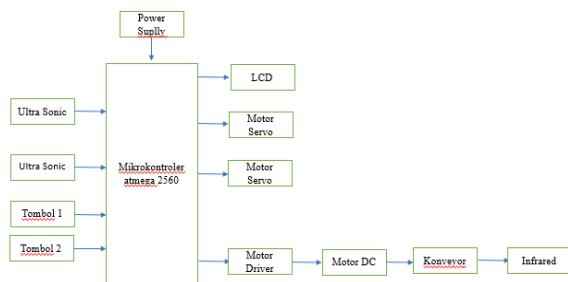 Power
Suplly
LCD
Ultra Sonic
Motor
Servo
Ultra Sonic
Mikrokontroler
atmega 2560
Motor
Servo
Tombol 1
Tombol 2
Motor
Driver
Motor DC
Konveyor
Infrared